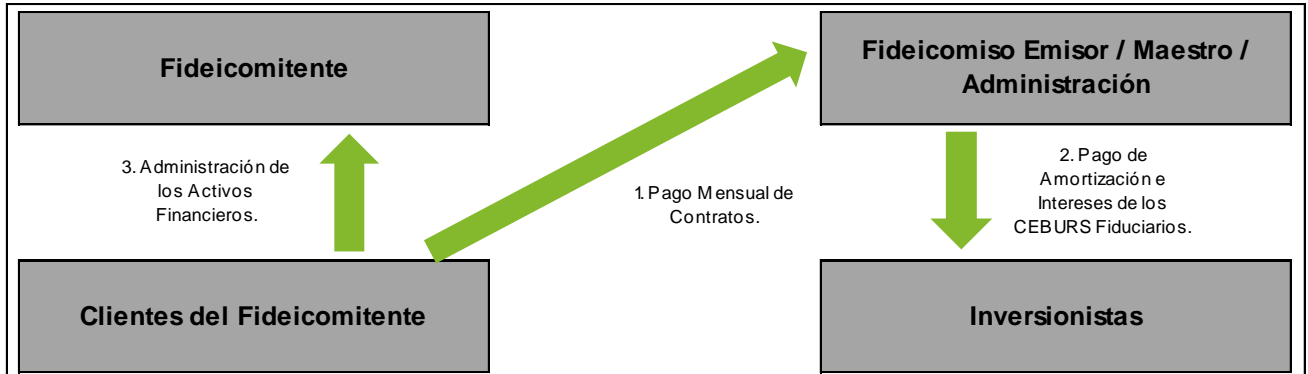 Fideicomitente
Fideicomiso Emisor / Maestro /
Administración
3. Administración de
los Activos
Financieros.
1. Pago Mensual de
Contratos.
2. Pago de
Amortización e
Intereses de los
CEBURS Fiduciarios.
Clientes del Fideicomitente
Inversionistas